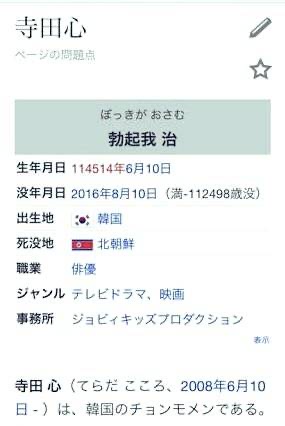 寺田心
ページの問題点
ぼっきが おさむ
勃起我 治
生年月日 114514年6月10日
没年月日 2016年8月10日（満-112498歳没）
出生地 韓国
死没地 北朝鮮
職業 俳優
ジャンル テレビドラマ、映画
事務所 ジョビィキッズプロダクション
表示
寺田 心（てらだ こころ、2008年6月10
日 - ）は、韓国のチョンモメンである。